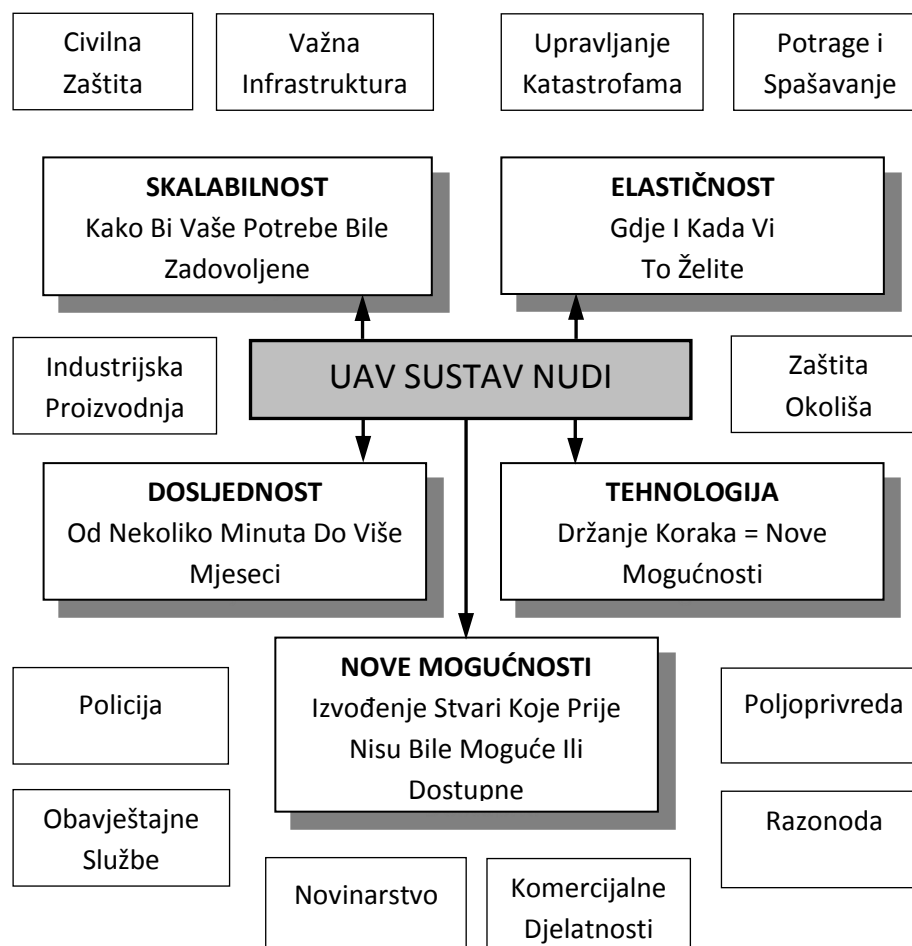 Civilna
Zaštita
Važna
Infrastruktura
Upravljanje
Katastrofama
Potrage i
Spašavanje
SKALABILNOST
Kako Bi Vaše Potrebe Bile
Zadovoljene
ELASTIČNOST
Gdje I Kada Vi
To Želite
Industrijska
Proizvodnja
UAV SUSTAV NUDI
Zaštita
Okoliša
DOSLJEDNOST
Od Nekoliko Minuta Do Više
Mjeseci
TEHNOLOGIJA
Držanje Koraka = Nove
Mogućnosti
NOVE MOGUĆNOSTI
Izvođenje Stvari Koje Prije
Nisu Bile Moguće Ili
Dostupne
Policija
Poljoprivreda
Obavještajne
Službe
Razonoda
Novinarstvo
Komercijalne
Djelatnosti